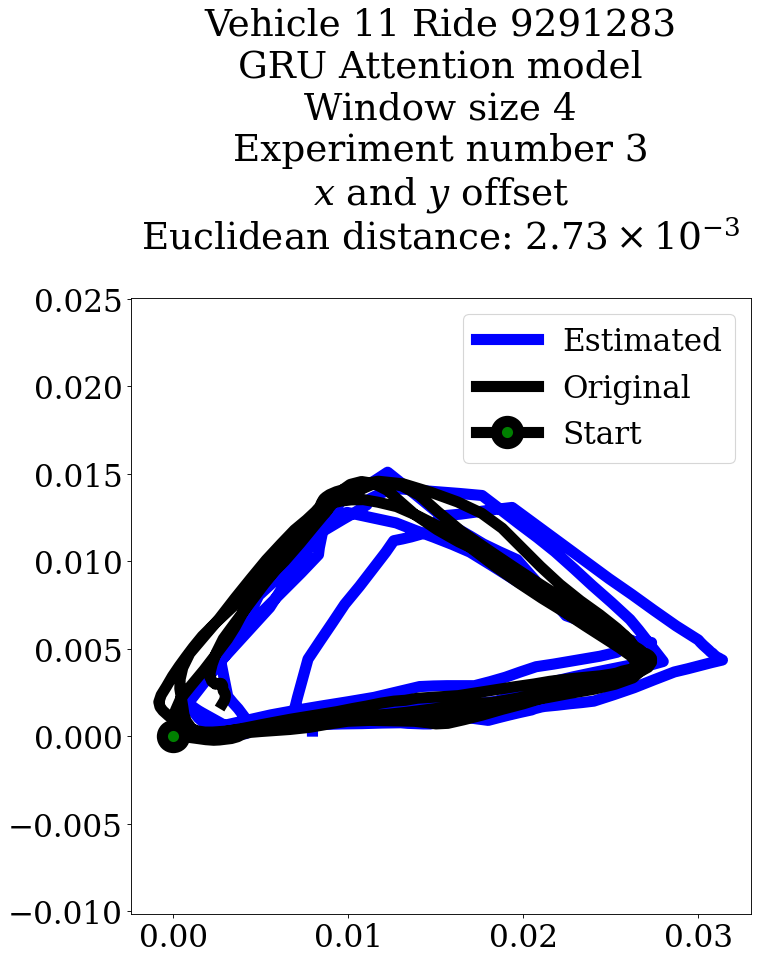 Vehicle 11 Ride 9291283
GRU Attention model
Window size 4
Experiment number 3
x and y offset
Euclidean distance: 2.73 × 10⁻³
0.025
Estimated
0.020
Original
Start
0.015
0.010
0.005
0.000
−0.005
−0.010
0.00 0.01 0.02 0.03